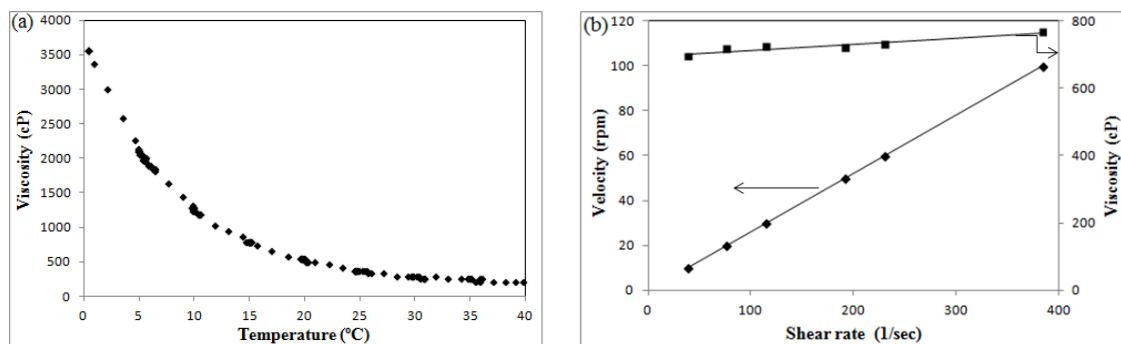 (a)
4000
3500
3000
2500
2000
1500
1000
500
0
Viscosity (cP)
0 5 10 15 20 25 30 35 40
Temperature (ºC)
(b)
120
100
80
60
40
20
0
Velocity (rpm)
800
600
400
200
0
Viscosity (cP)
0 100 200 300 400
Shear rate (1/sec)